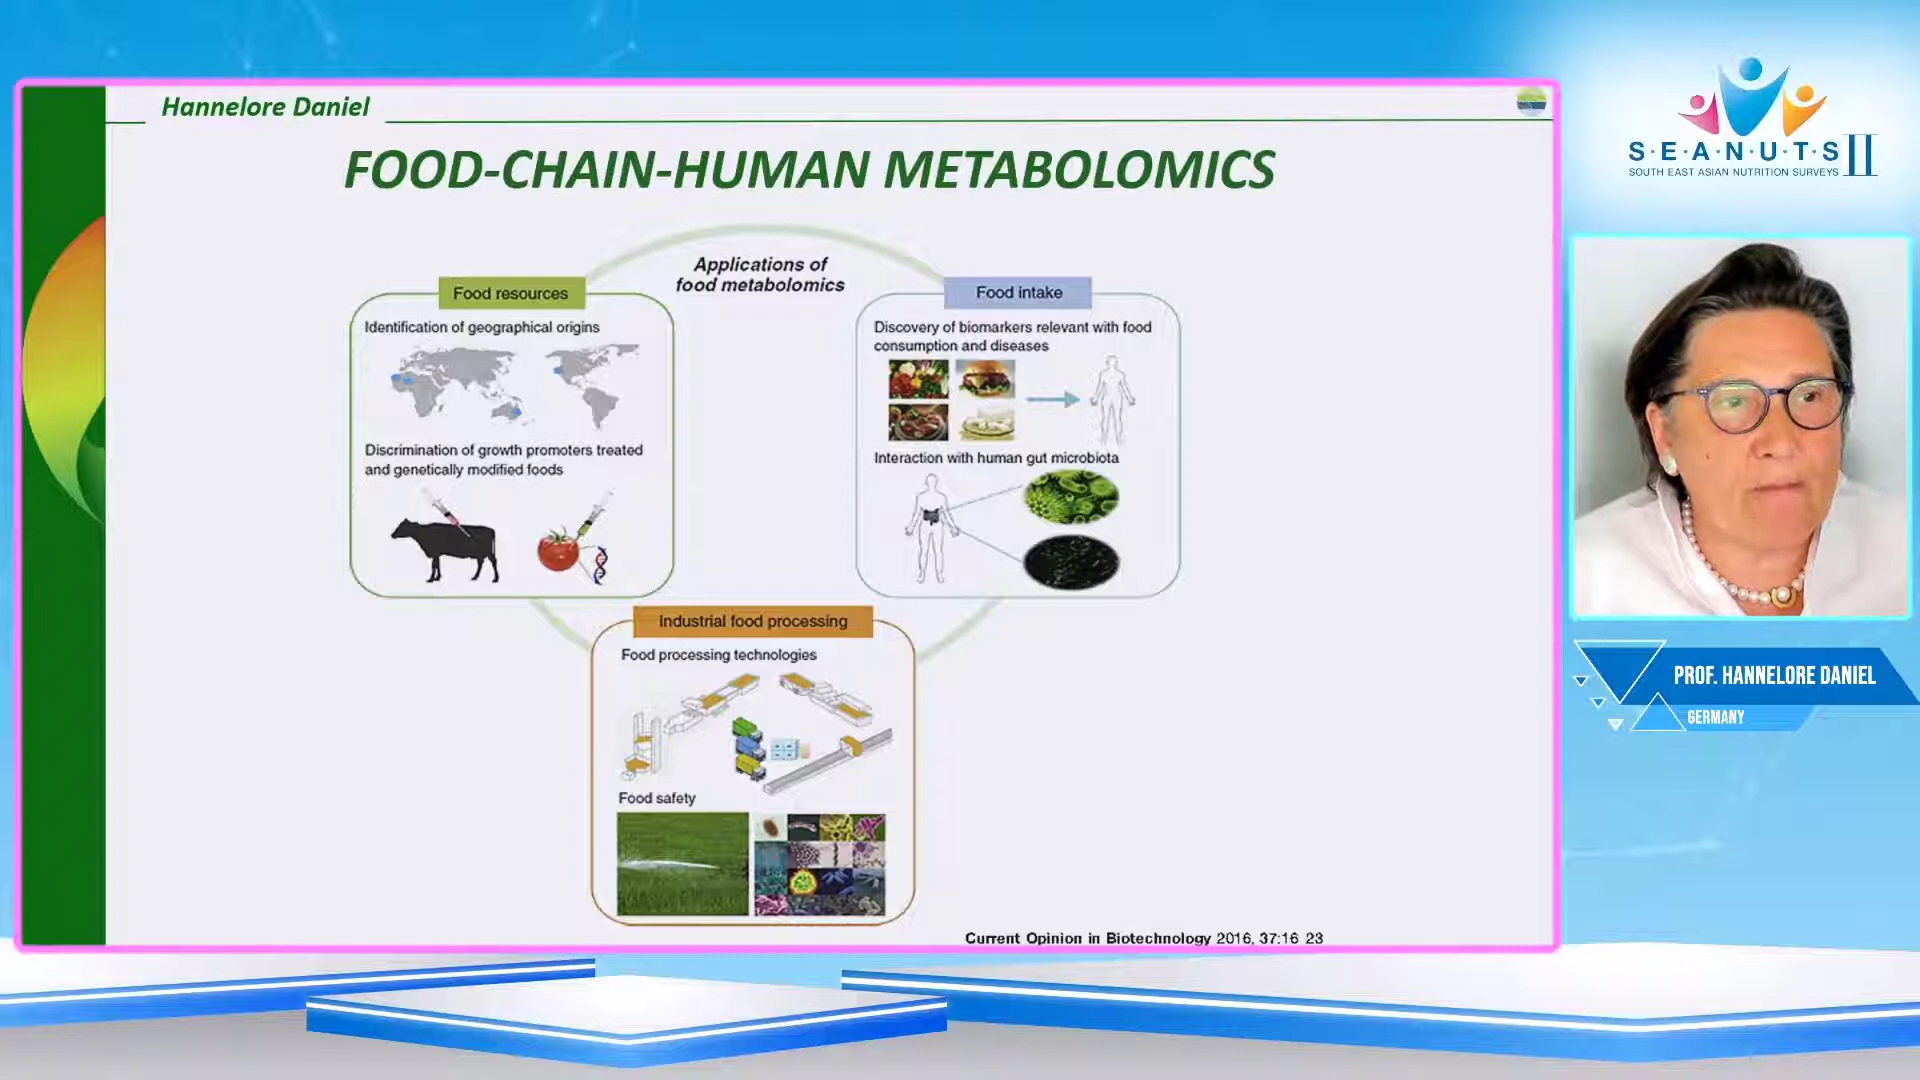 Hannelore Daniel
FOOD-CHAIN-HUMAN METABOLOMICS
Applications of
food metabolomics
Food resources
Identification of geographical origins
Discrimination of growth promoters treated
and genetically modified foods
Food intake
Discovery of biomarkers relevant with food
consumption and diseases
Interaction with human gut microbiota
Industrial food processing
Food processing technologies
Food safety
Current Opinion in Biotechnology 2016, 37:16 23
S·E·A·N·U·T·S II
SOUTH EAST ASIAN NUTRITION SURVEYS
PROF. HANNELORE DANIEL
GERMANY